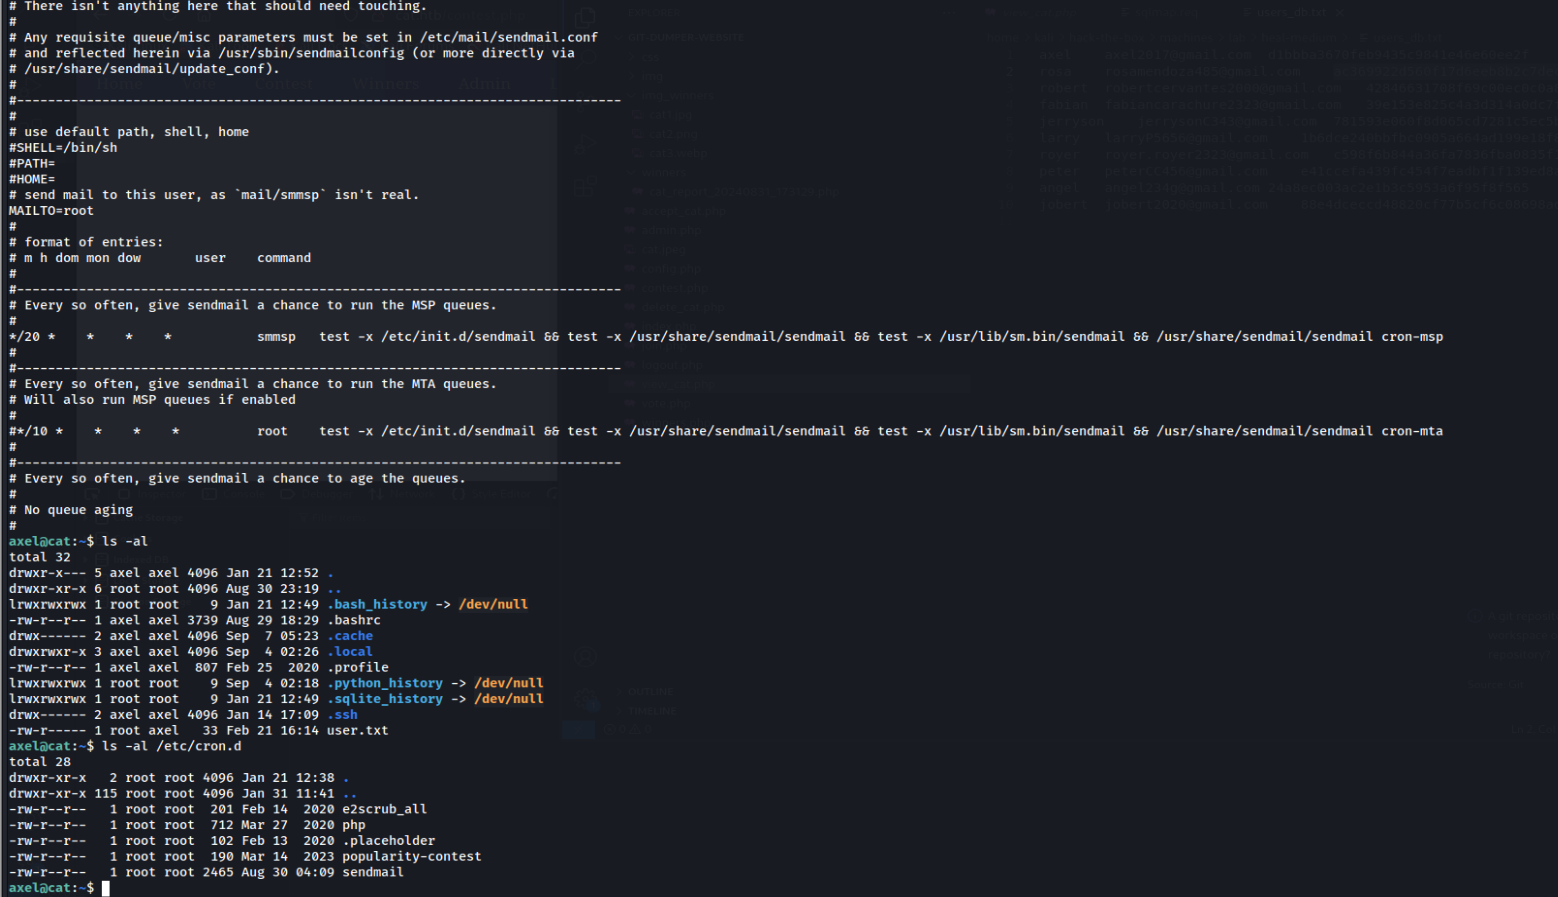 # There isn't anything here that should need touching.
#
# Any requisite queue/misc parameters must be set in /etc/mail/sendmail.conf
# and reflected herein via /usr/sbin/sendmailconfig (or more directly via
# /usr/share/sendmail/update_conf).
#
#------------------------------------------------------------------------------
#
# use default path, shell, home
#SHELL=/bin/sh
#PATH=
#HOME=
# send mail to this user, as `mail/smmsp` isn't real.
MAILTO=root
#
# format of entries:
# m h dom mon dow       user    command
#
#------------------------------------------------------------------------------
# Every so often, give sendmail a chance to run the MSP queues.
#
*/20 *    *    *    *           smmsp   test -x /etc/init.d/sendmail && test -x /usr/share/sendmail/sendmail && test -x /usr/lib/sm.bin/sendmail && /usr/share/sendmail/sendmail cron-msp
#
#------------------------------------------------------------------------------
# Every so often, give sendmail a chance to run the MTA queues.
# Will also run MSP queues if enabled
#
#*/10 *    *    *    *          root    test -x /etc/init.d/sendmail && test -x /usr/share/sendmail/sendmail && test -x /usr/lib/sm.bin/sendmail && /usr/share/sendmail/sendmail cron-mta
#
#------------------------------------------------------------------------------
# Every so often, give sendmail a chance to age the queues.
#
# No queue aging
#
axel@cat:~$ ls -al
total 32
drwxr-x--- 5 axel axel 4096 Jan 21 12:52 .
drwxr-xr-x 6 root root 4096 Aug 30 23:19 ..
lrwxrwxrwx 1 root root    9 Jan 21 12:49 .bash_history -> /dev/null
-rw-r--r-- 1 axel axel 3739 Aug 29 18:29 .bashrc
drwx------ 2 axel axel 4096 Sep  7 05:23 .cache
drwxrwxr-x 3 axel axel 4096 Sep  4 02:26 .local
-rw-r--r-- 1 axel axel  807 Feb 25  2020 .profile
lrwxrwxrwx 1 root root    9 Sep  4 02:18 .python_history -> /dev/null
lrwxrwxrwx 1 root root    9 Jan 21 12:49 .sqlite_history -> /dev/null
drwx------ 2 axel axel 4096 Jan 14 17:09 .ssh
-rw-r----- 1 root axel   33 Feb 21 16:14 user.txt
axel@cat:~$ ls -al /etc/cron.d
total 28
drwxr-xr-x   2 root root 4096 Jan 21 12:38 .
drwxr-xr-x 115 root root 4096 Jan 31 11:41 ..
-rw-r--r--   1 root root  201 Feb 14  2020 e2scrub_all
-rw-r--r--   1 root root  712 Mar 27  2020 php
-rw-r--r--   1 root root  102 Feb 13  2020 .placeholder
-rw-r--r--   1 root root  190 Mar 14  2023 popularity-contest
-rw-r--r--   1 root root 2465 Aug 30 04:09 sendmail
axel@cat:~$